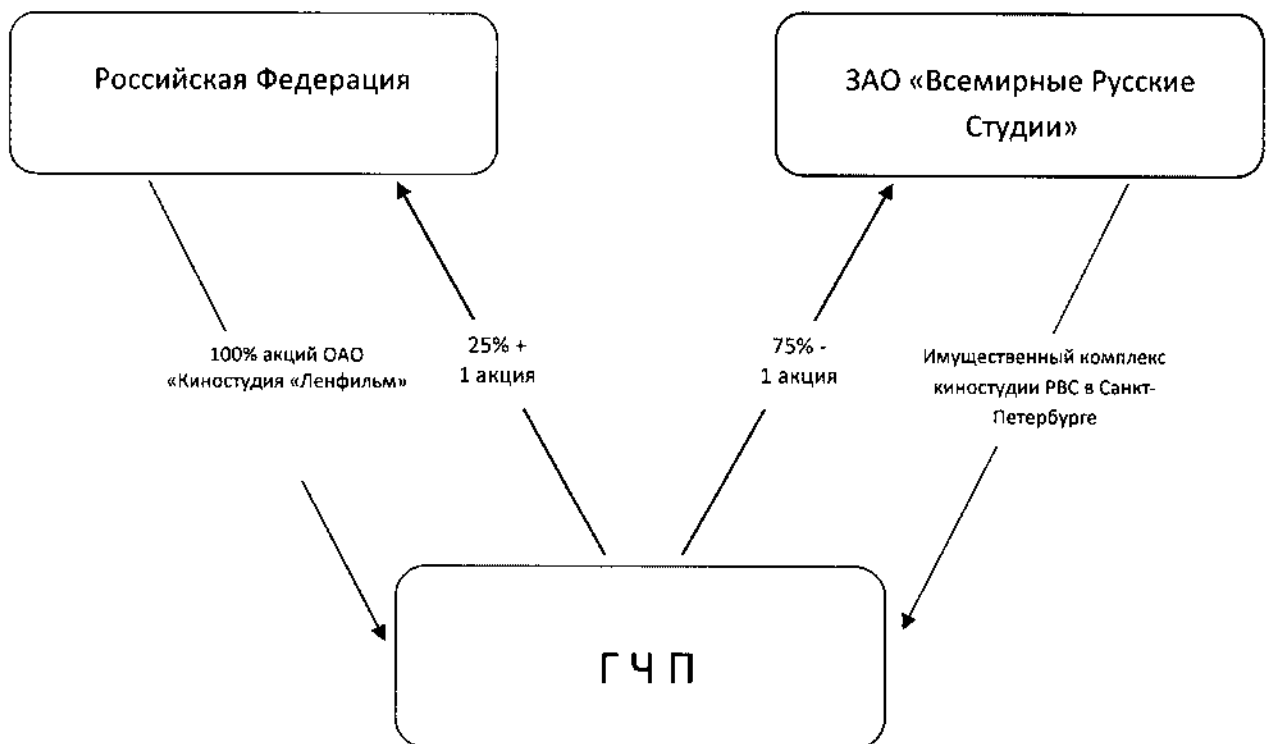 Российская Федерация
ЗАО «Всемирные Русские
Студии»
100% акций ОАО
«Киностудия «Ленфильм»
25% +
1 акция
75% -
1 акция
Имущественный комплекс
киностудии РВС в Санкт-
Петербурге
Г Ч П